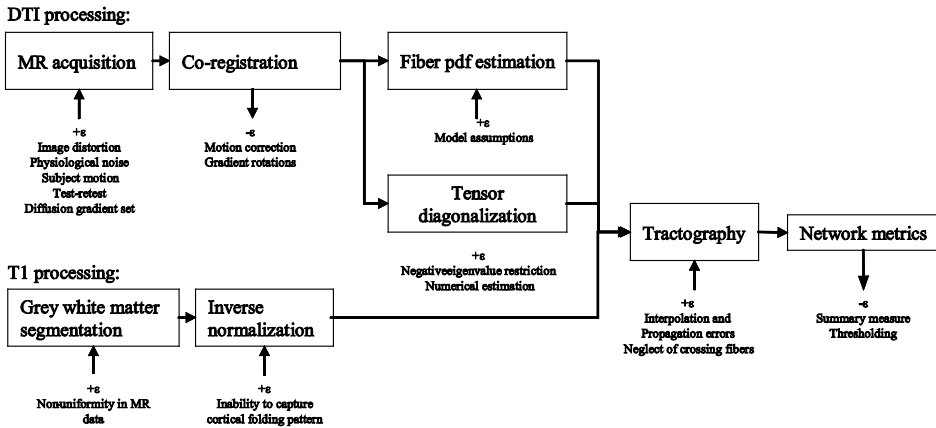 DTI processing:
MR acquisition
Co-registration
Fiber pdf estimation
+ε
Image distortion
Physiological noise
Subject motion
Test-retest
Diffusion gradient set
-ε
Motion correction
Gradient rotations
+ε
Model assumptions
Tensor
diagonalization
+ε
Negativeeigenvalue restriction
Numerical estimation
Tractography
Network metrics
+ε
Interpolation and
Propagation errors
Neglect of crossing fibers
-ε
Summary measure
Thresholding
T1 processing:
Grey white matter
segmentation
Inverse
normalization
+ε
Non-uniformity in MR
data
+ε
Inability to capture
cortical folding pattern